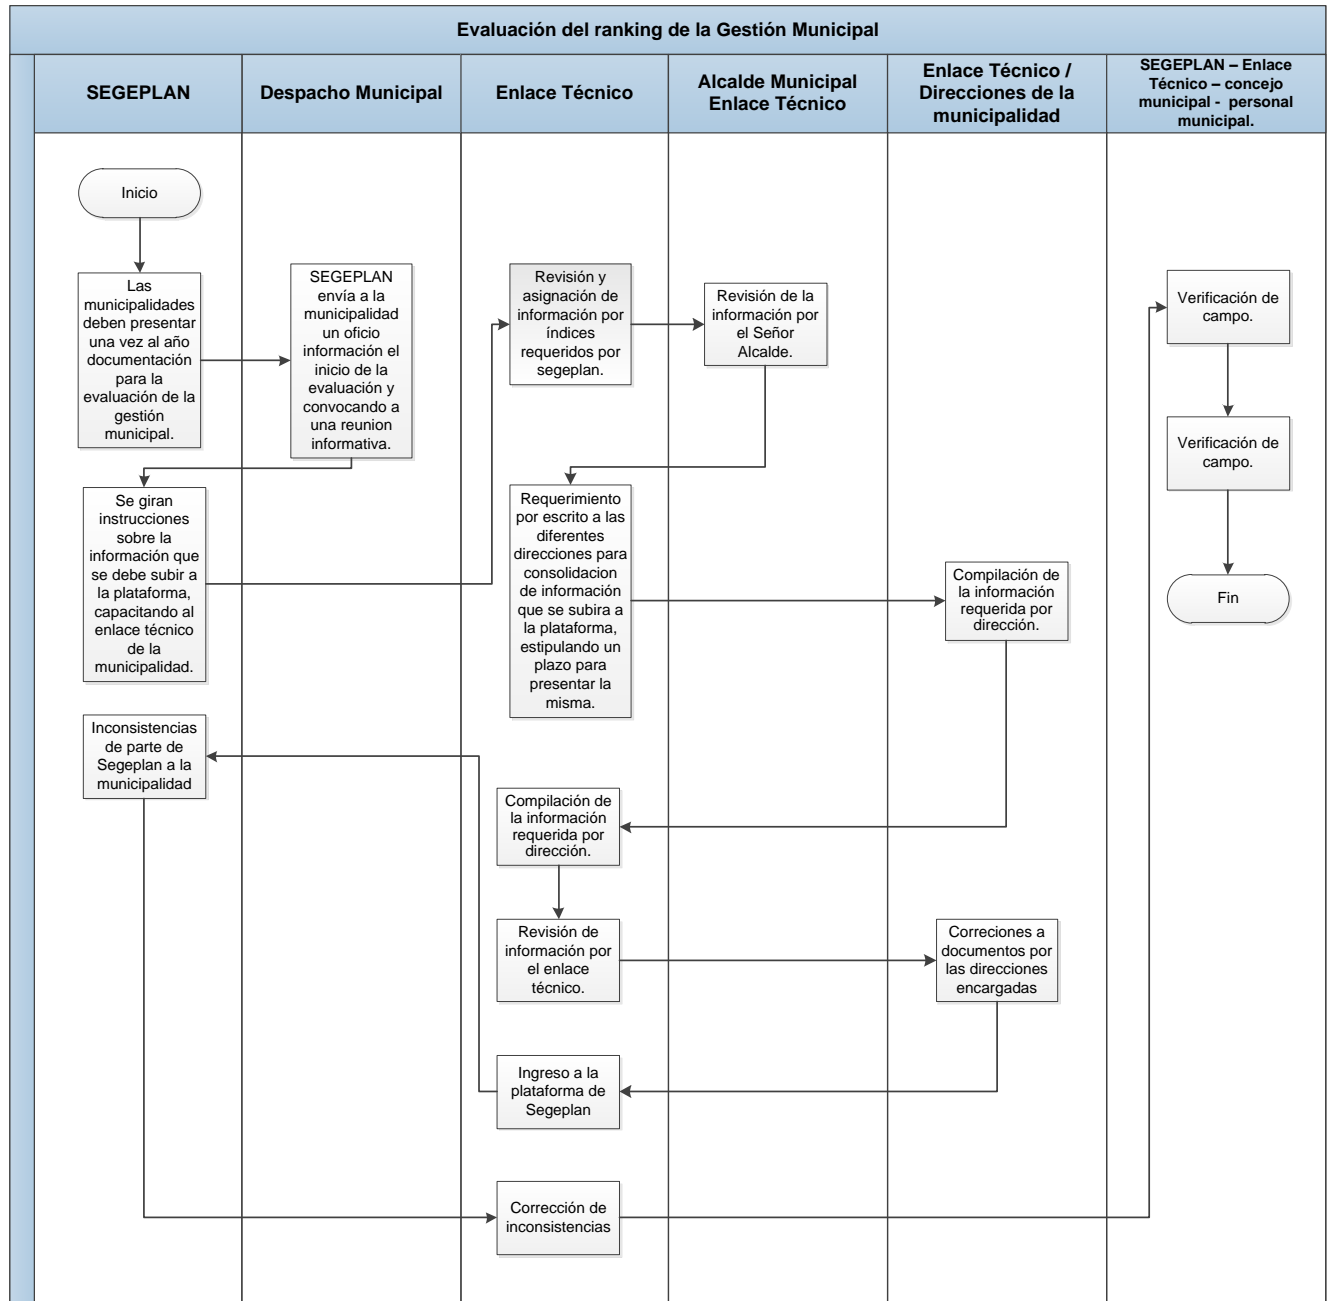 Evaluación del ranking de la Gestión Municipal
SEGEPLAN
Despacho Municipal
Enlace Técnico
Alcalde Municipal
Enlace Técnico
Enlace Técnico /
Direcciones de la
municipalidad
SEGEPLAN – Enlace
Técnico – concejo
municipal - personal
municipal.
Inicio
Las
municipalidades
deben presentar
una vez al año
documentación
para la
evaluación de la
gestión
municipal.
SEGEPLAN
envía a la
municipalidad
un oficio
información el
inicio de la
evaluación y
convocando a
una reunion
informativa.
Se giran
instrucciones
sobre la
información que
se debe subir a
la plataforma,
capacitando al
enlace técnico
de la
municipalidad.
Revisión y
asignación de
información por
índices
requeridos por
segeplan.
Revisión de la
información por
el Señor
Alcalde.
Requerimiento
por escrito a las
diferentes
direcciones para
consolidacion
de información
que se subira a
la plataforma,
estipulando un
plazo para
presentar la
misma.
Compilación de
la información
requerida por
dirección.
Compilación de
la información
requerida por
dirección.
Revisión de
información por
el enlace
técnico.
Correciones a
documentos por
las direcciones
encargadas
Ingreso a la
plataforma de
Segeplan
Inconsistencias
de parte de
Segeplan a la
municipalidad
Corrección de
inconsistencias
Verificación de
campo.
Verificación de
campo.
Fin